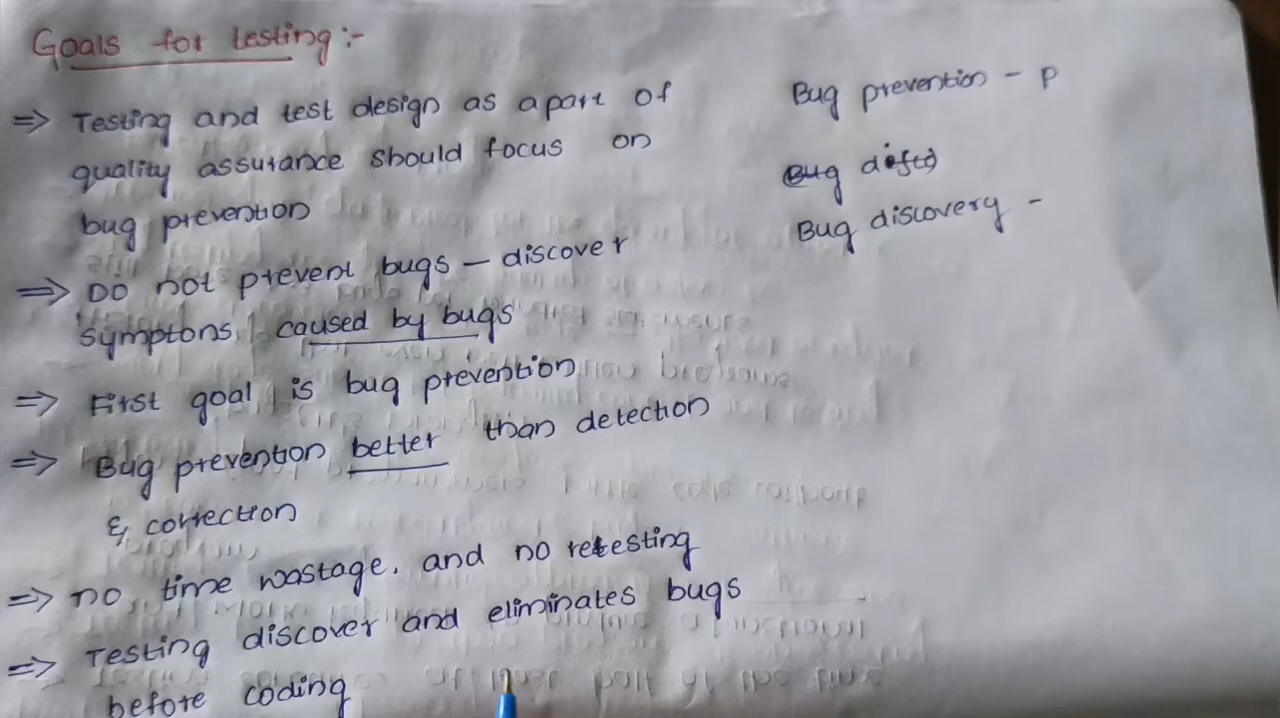 Goals for testing:-
⇒ Testing and test design as a part of
quality assurance should focus on
bug prevention
⇒ Do not prevent bugs - discover
symptons caused by bugs
⇒ First goal is bug prevention
⇒ Bug prevention better than detection
& correction
⇒ no time wastage. and no retesting
⇒ Testing discover and eliminates bugs
before coding
Bug prevention - P
Bug
Bug discovery -